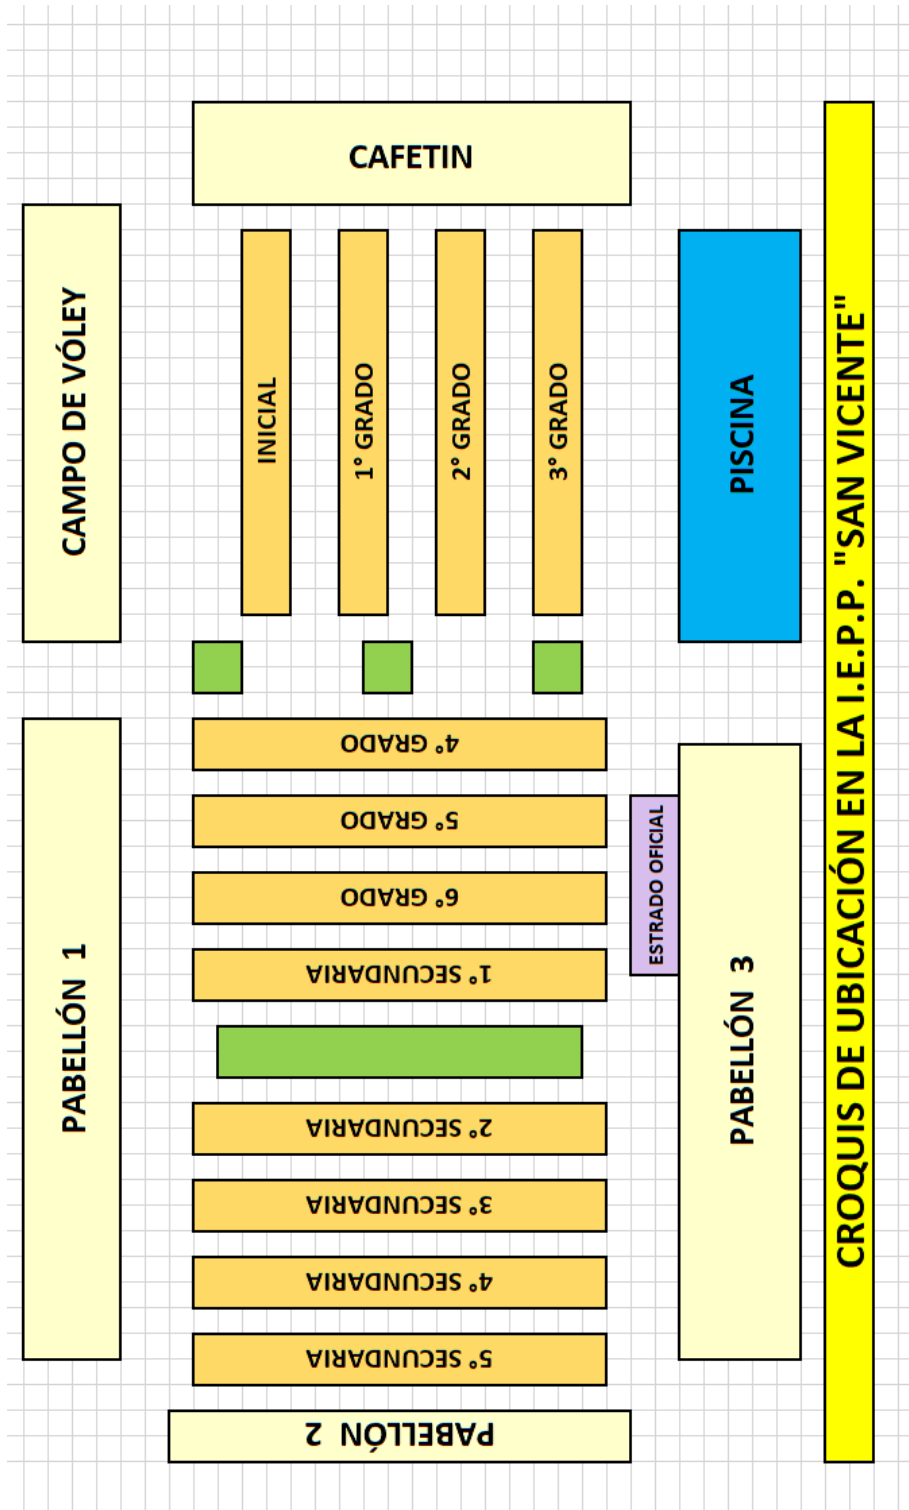 CAFETIN
CAMPO DE VÓLEY
INICIAL
1° GRADO
2° GRADO
3° GRADO
PISCINA
CROQUIS DE UBICACIÓN EN LA I.E.P.P. "SAN VICENTE"
4° GRADO
5° GRADO
6° GRADO
1° SECUNDARIA
ESTRADO OFICIAL
PABELLÓN 1
PABELLÓN 3
2° SECUNDARIA
3° SECUNDARIA
4° SECUNDARIA
5° SECUNDARIA
PABELLÓN 2